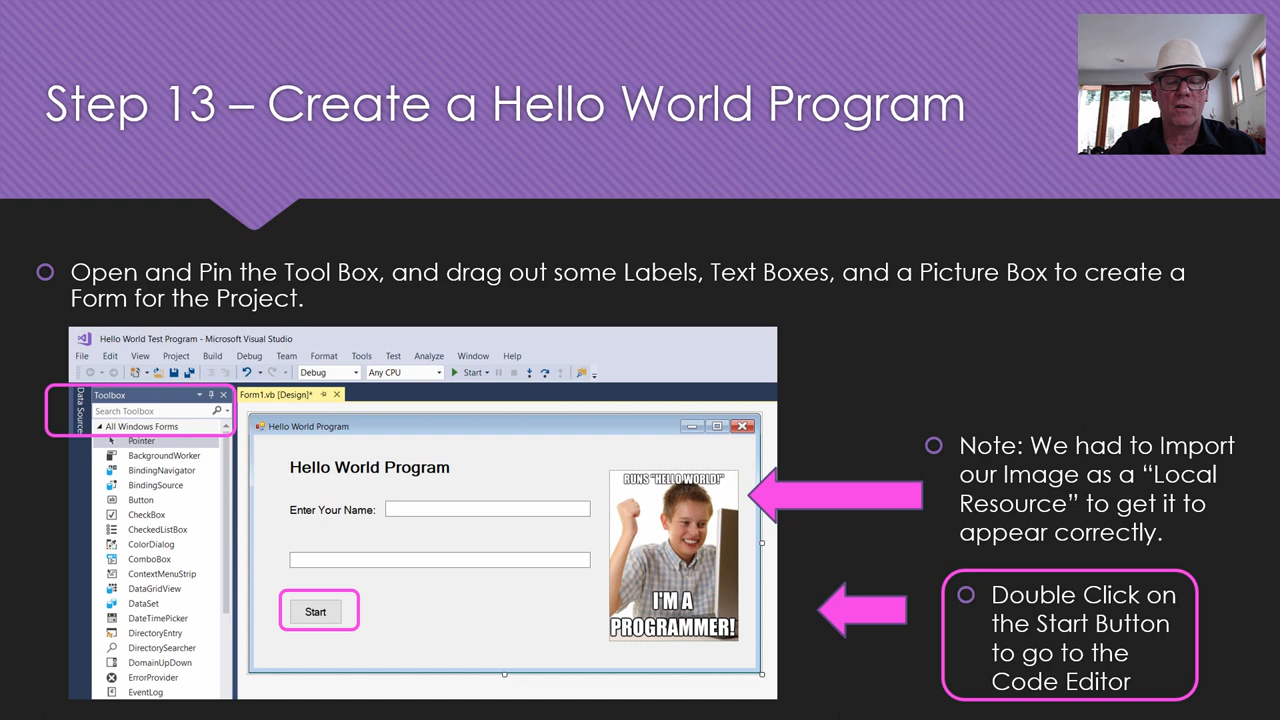 Step 13 – Create a Hello World Program
Open and Pin the Tool Box, and drag out some Labels, Text Boxes, and a Picture Box to create a
Form for the Project.
Hello World Test Program - Microsoft Visual Studio
File Edit View Project Build Debug Team Format Tools Test Analyze Window Help
Debug Any CPU Start
Data Sources
Toolbox
Search Toolbox
All Windows Forms
Pointer
BackgroundWorker
BindingNavigator
BindingSource
Button
CheckBox
CheckedListBox
ColorDialog
ComboBox
ContextMenuStrip
DataGridView
DataSet
DateTimePicker
DirectoryEntry
DirectorySearcher
DomainUpDown
ErrorProvider
EventLog
Form1.vb [Design]*
Hello World Program
Hello World Program
Enter Your Name:
Start
RUNS "HELLO WORLD!"
I'M A
PROGRAMMER!
Note: We had to Import
our Image as a “Local
Resource” to get it to
appear correctly.
Double Click on
the Start Button
to go to the
Code Editor